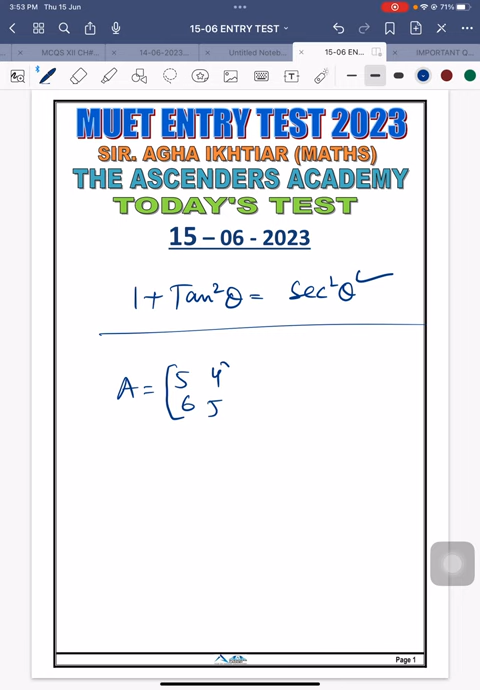 3:53 PM Thu 15 Jun
71%
15-06 ENTRY TEST
MCQS XII CH#...
14-06-2023...
Untitled Noteb...
15-06 EN...
IMPORTANT Q...
MUET ENTRY TEST 2023
SIR. AGHA IKHTIAR (MATHS)
THE ASCENDERS ACADEMY
TODAY'S TEST
15 – 06 - 2023
1 + Tan²θ = Sec²θ
A = [5 4
6 5
Page 1